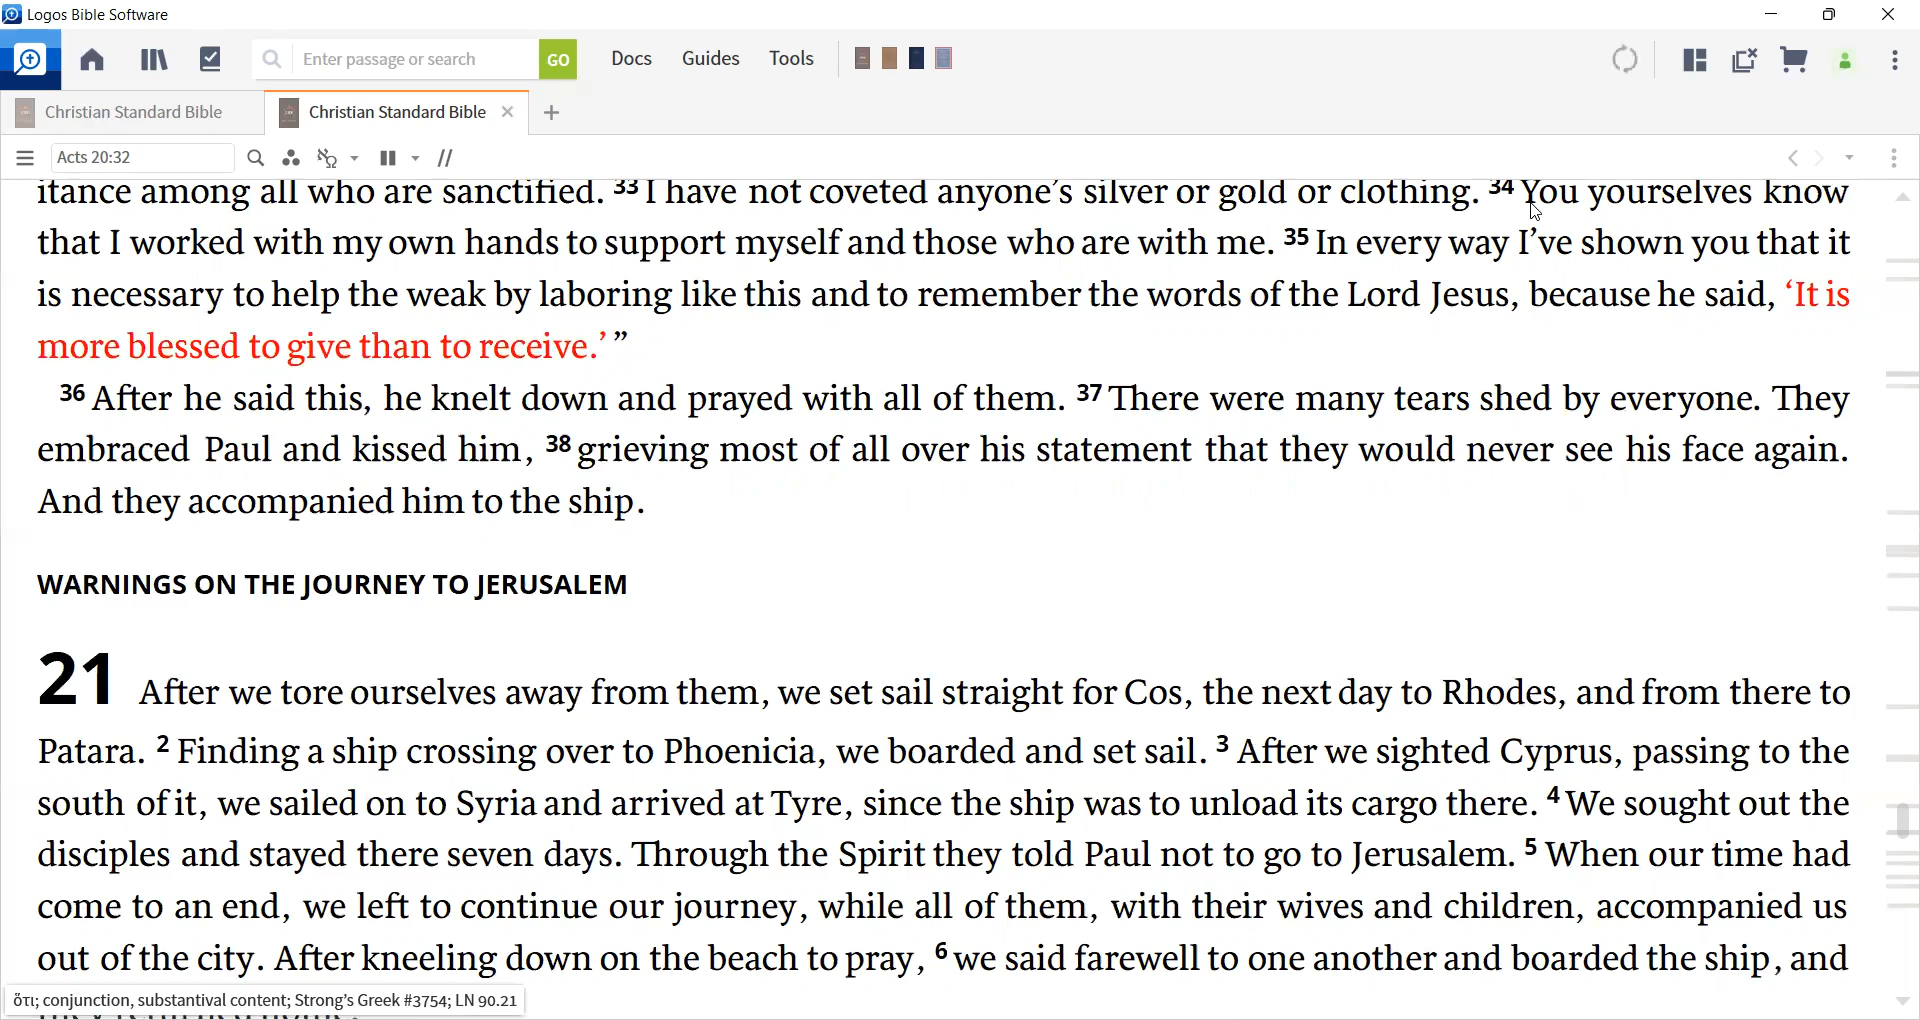 Logos Bible Software
Enter passage or search GO Docs Guides Tools
Christian Standard Bible Christian Standard Bible
Acts 20:32
itance among all who are sanctified. 33 I have not coveted anyone’s silver or gold or clothing. 34 You yourselves know
that I worked with my own hands to support myself and those who are with me. 35 In every way I’ve shown you that it
is necessary to help the weak by laboring like this and to remember the words of the Lord Jesus, because he said, ‘It is
more blessed to give than to receive.’ ”
36 After he said this, he knelt down and prayed with all of them. 37 There were many tears shed by everyone. They
embraced Paul and kissed him, 38 grieving most of all over his statement that they would never see his face again.
And they accompanied him to the ship.
WARNINGS ON THE JOURNEY TO JERUSALEM
21 After we tore ourselves away from them, we set sail straight for Cos, the next day to Rhodes, and from there to
Patara. 2 Finding a ship crossing over to Phoenicia, we boarded and set sail. 3 After we sighted Cyprus, passing to the
south of it, we sailed on to Syria and arrived at Tyre, since the ship was to unload its cargo there. 4 We sought out the
disciples and stayed there seven days. Through the Spirit they told Paul not to go to Jerusalem. 5 When our time had
come to an end, we left to continue our journey, while all of them, with their wives and children, accompanied us
out of the city. After kneeling down on the beach to pray, 6 we said farewell to one another and boarded the ship, and
ὅτι; conjunction, substantival content; Strong’s Greek #3754; LN 90.21